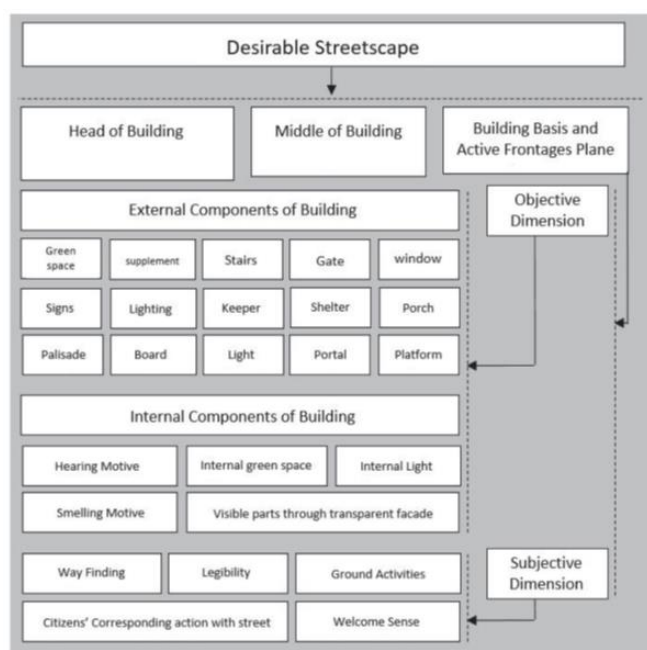 Desirable Streetscape
Head of Building
Middle of Building
Building Basis and
Active Frontages Plane
External Components of Building
Objective
Dimension
Green
space
supplement
Stairs
Gate
window
Signs
Lighting
Keeper
Shelter
Porch
Palisade
Board
Light
Portal
Platform
Internal Components of Building
Hearing Motive
Internal green space
Internal Light
Smelling Motive
Visible parts through transparent facade
Way Finding
Legibility
Ground Activities
Subjective
Dimension
Citizens' Corresponding action with street
Welcome Sense